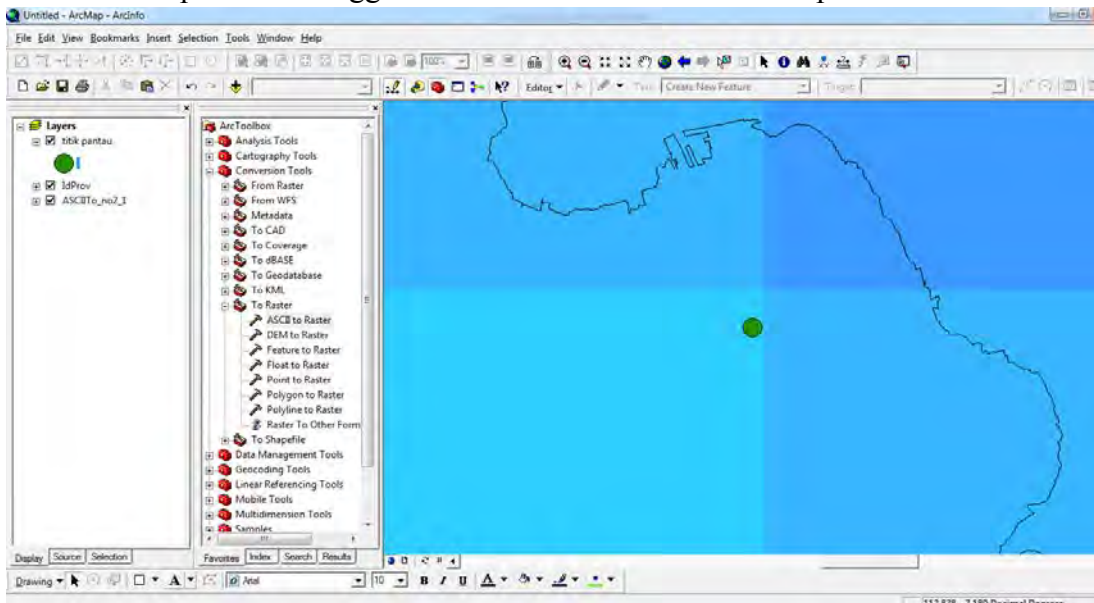 Untitled - ArcMap - ArcInfo
File Edit View Bookmarks Insert Selection Tools Window Help
100%
Editor Create New Feature
Layers
titik pantau
IdProv
ASCIITo_no2_1
ArcToolbox
Analysis Tools
Cartography Tools
Conversion Tools
From Raster
From WFS
Metadata
To CAD
To Coverage
To dBASE
To Geodatabase
To KML
To Raster
ASCII to Raster
DEM to Raster
Feature to Raster
Float to Raster
Point to Raster
Polygon to Raster
Polyline to Raster
Raster To Other Form
To Shapefile
Data Management Tools
Geocoding Tools
Linear Referencing Tools
Mobile Tools
Multidimension Tools
Samples
Display Source Selection
Favorites Index Search Results
Drawing A Arial 10 B I U A